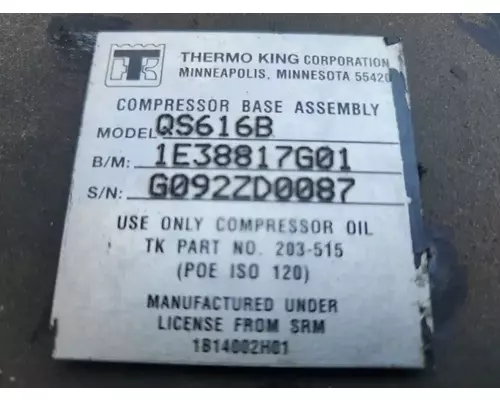 THERMO KING CORPORATION
MINNEAPOLIS, MINNESOTA 55420
COMPRESSOR BASE ASSEMBLY
MODEL QS616B
B/M: 1E38817G01
S/N: G092ZD0087
USE ONLY COMPRESSOR OIL
TK PART NO. 203-515
(POE ISO 120)
MANUFACTURED UNDER
LICENSE FROM SRM
1B14002H01